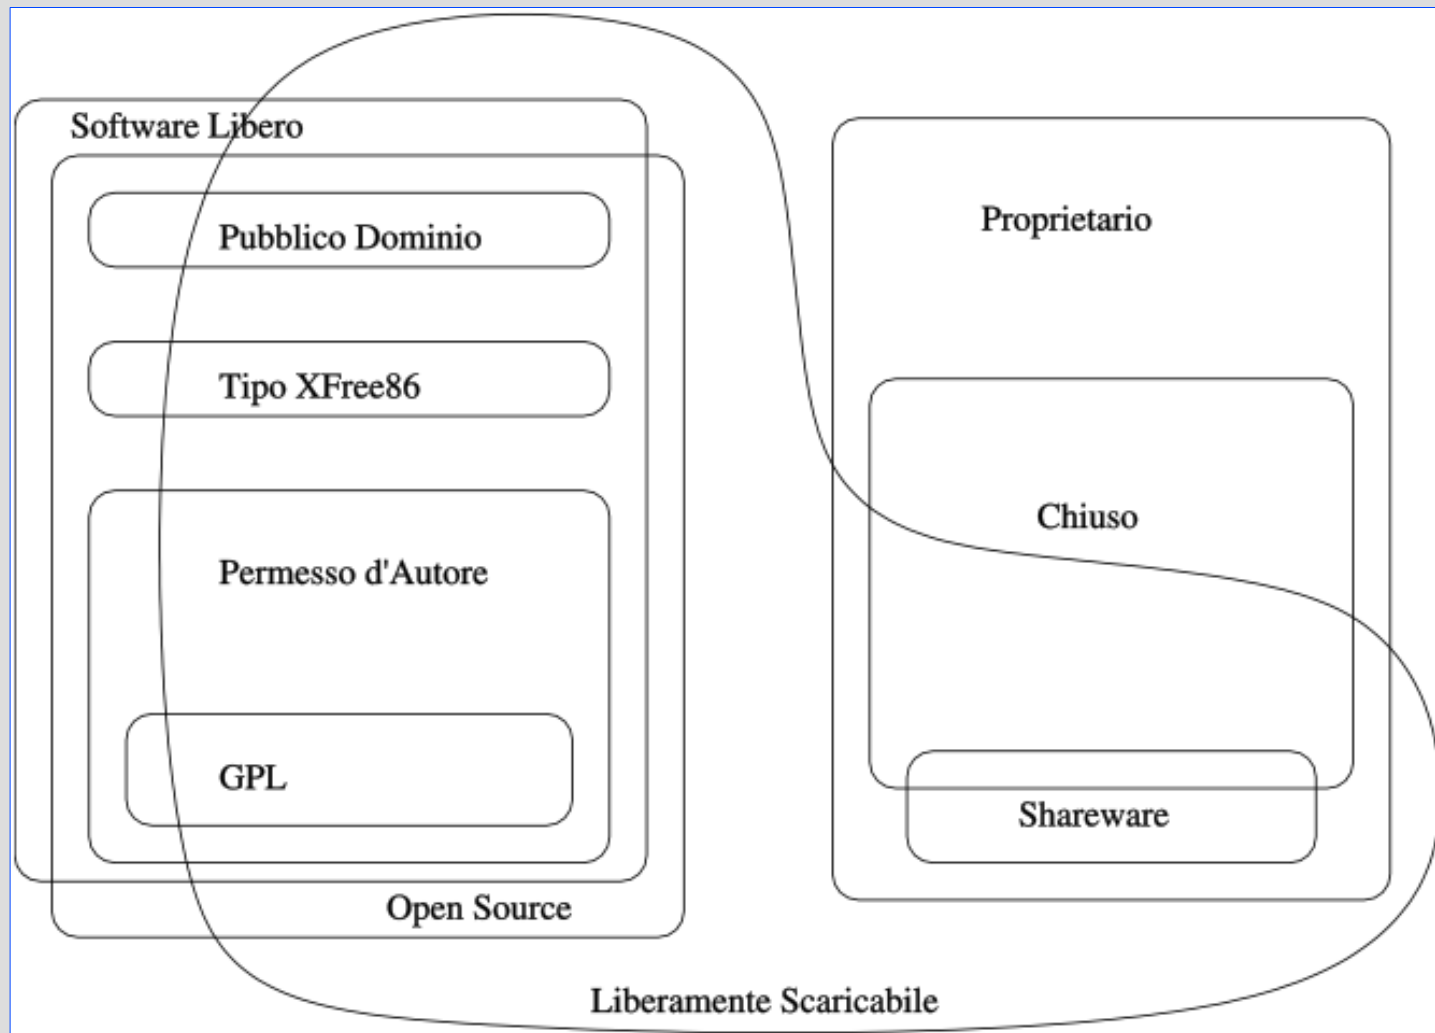 Software Libero
Pubblico Dominio
Tipo XFree86
Permesso d'Autore
GPL
Open Source
Proprietario
Chiuso
Shareware
Liberamente Scaricabile